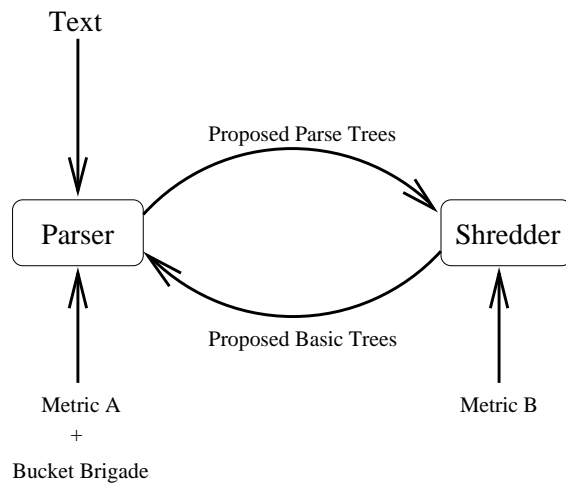 Text
Proposed Parse Trees
Parser
Shredder
Proposed Basic Trees
Metric A
+
Bucket Brigade
Metric B